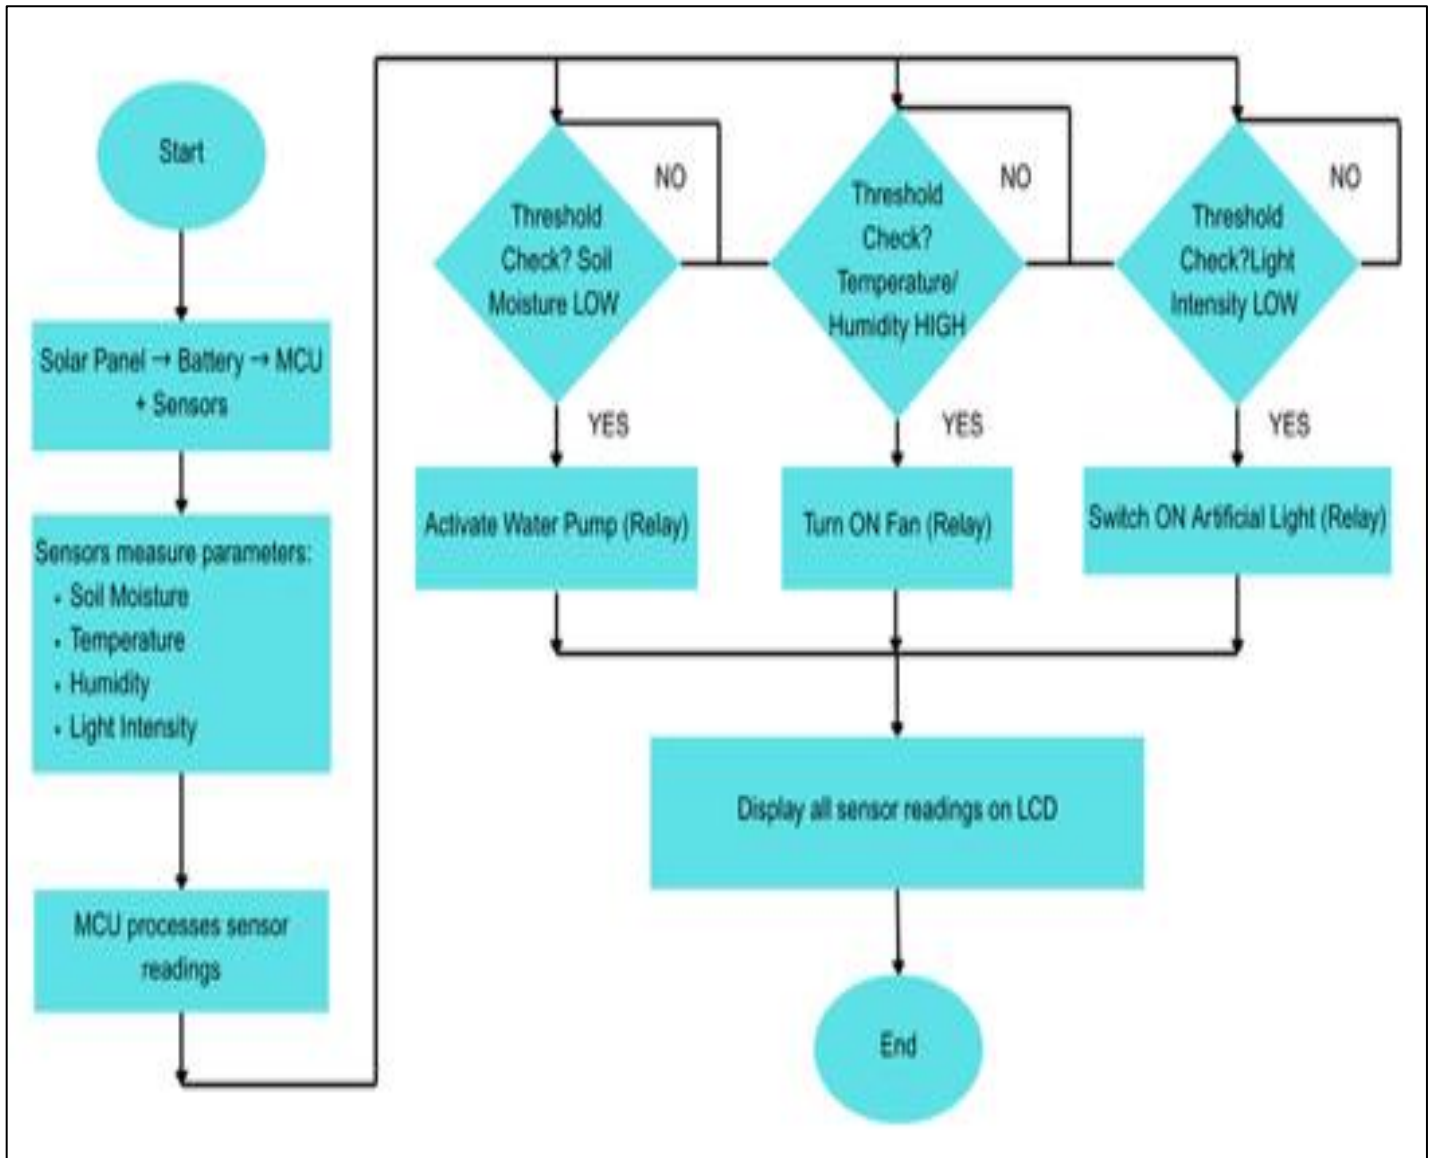 Start
Solar Panel → Battery → MCU
+ Sensors
Sensors measure parameters:
• Soil Moisture
• Temperature
• Humidity
• Light Intensity
MCU processes sensor
readings
Threshold
Check? Soil
Moisture LOW
NO
YES
Activate Water Pump (Relay)
Threshold
Check?
Temperature/
Humidity HIGH
NO
YES
Turn ON Fan (Relay)
Threshold
Check?Light
Intensity LOW
NO
YES
Switch ON Artificial Light (Relay)
Display all sensor readings on LCD
End